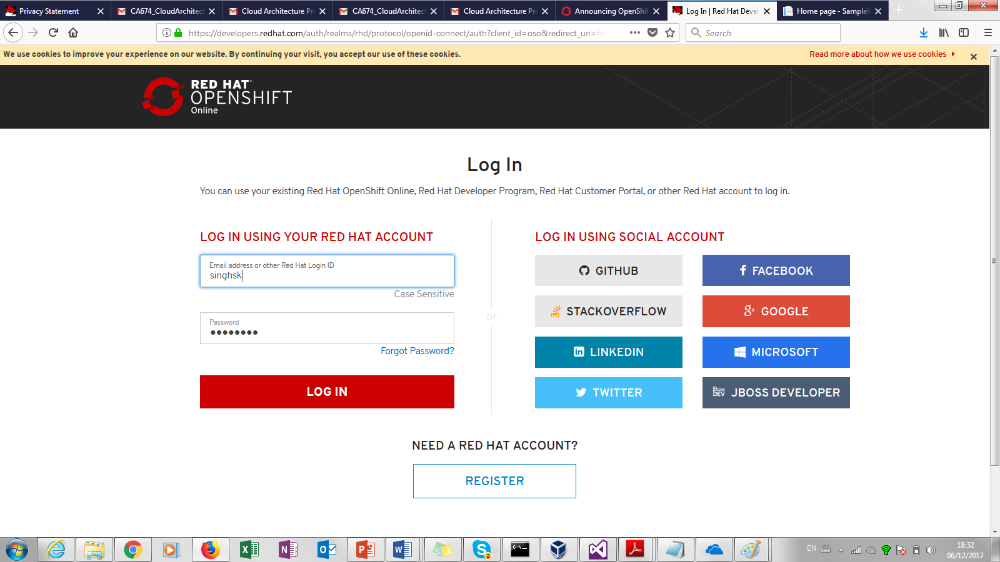 Privacy Statement
CA674_CloudArchitect
Cloud Architecture Pr
CA674_CloudArchitect
Cloud Architecture Pr
Announcing OpenShif
Log In | Red Hat Devel
Home page - SampleW
https://developers.redhat.com/auth/realms/rhd/protocol/openid-connect/auth?client_id=oso&redirect_uri=ht
Search
We use cookies to improve your experience on our website. By continuing your visit, you accept our use of these cookies.
Read more about how we use cookies
RED HAT
OPENSHIFT
Online
Log In
You can use your existing Red Hat OpenShift Online, Red Hat Developer Program, Red Hat Customer Portal, or other Red Hat account to log in.
LOG IN USING YOUR RED HAT ACCOUNT
Email address or other Red Hat Login ID
singhsk
Case Sensitive
Password
Forgot Password?
LOG IN
or
LOG IN USING SOCIAL ACCOUNT
GITHUB
FACEBOOK
STACKOVERFLOW
GOOGLE
LINKEDIN
MICROSOFT
TWITTER
JBoss DEV JBOSS DEVELOPER
NEED A RED HAT ACCOUNT?
REGISTER
EN
18:32
06/12/2017